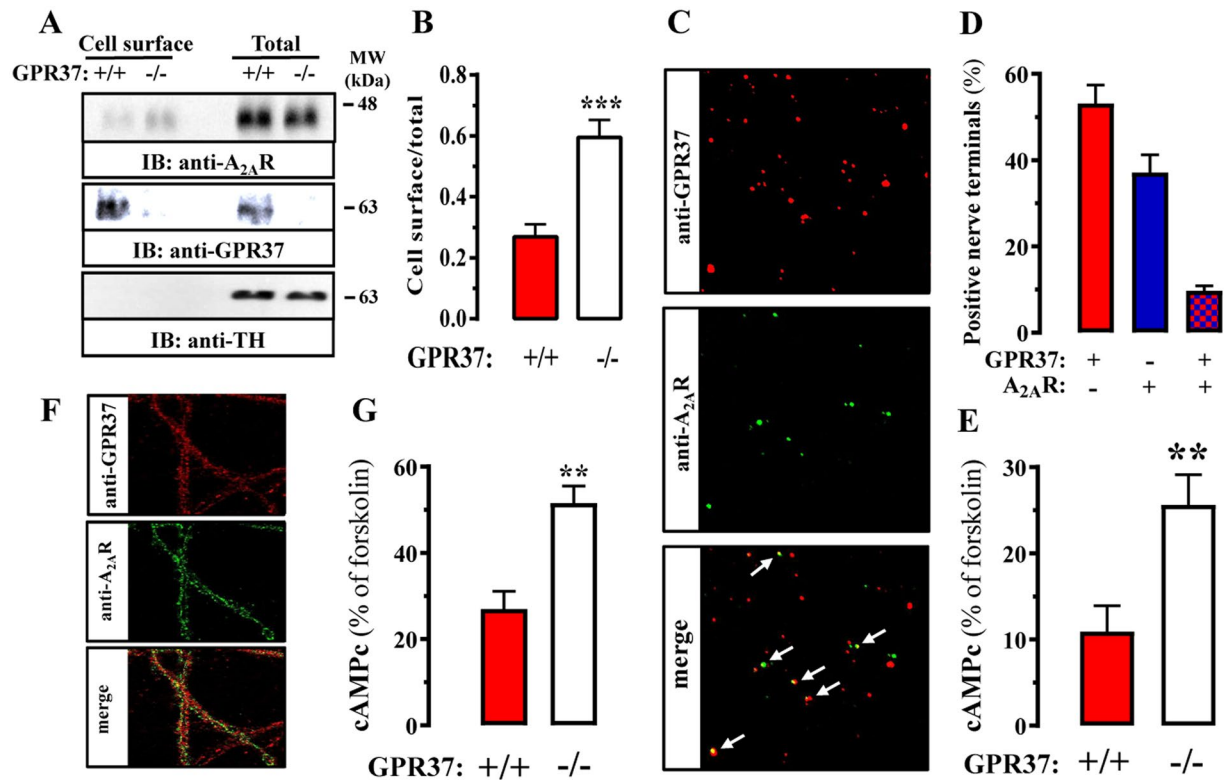 A
Cell surface Total
MW
(kDa)
GPR37: +/+ -/- +/+ -/-
48
IB: anti-A2AR
63
IB: anti-GPR37
63
IB: anti-TH
B
Cell surface/total
0.8
0.6
0.4
0.2
0.0
***
GPR37: +/+ -/-
C
anti-GPR37
anti-A2AR
merge
D
Positive nerve terminals (%)
60
40
20
0
GPR37: + - +
A2AR: - + +
E
cAMPc (% of forskolin)
30
20
10
0
**
GPR37: +/+ -/-
F
anti-GPR37
anti-A2AR
merge
G
cAMPc (% of forskolin)
60
40
20
0
**
GPR37: +/+ -/-